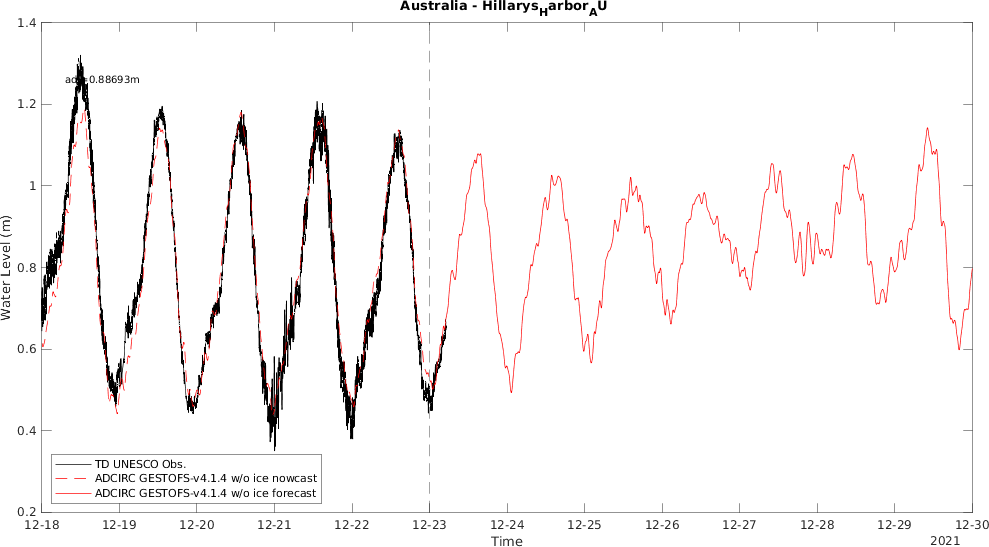 Australia - HillarysHarborAU
1.4
1.2
1
0.8
0.6
0.4
0.2
Water Level (m)
adj=0.88693m
TD UNESCO Obs.
ADCIRC GESTOFS-v4.1.4 w/o ice nowcast
ADCIRC GESTOFS-v4.1.4 w/o ice forecast
12-18 12-19 12-20 12-21 12-22 12-23 12-24 12-25 12-26 12-27 12-28 12-29 12-30
Time
2021